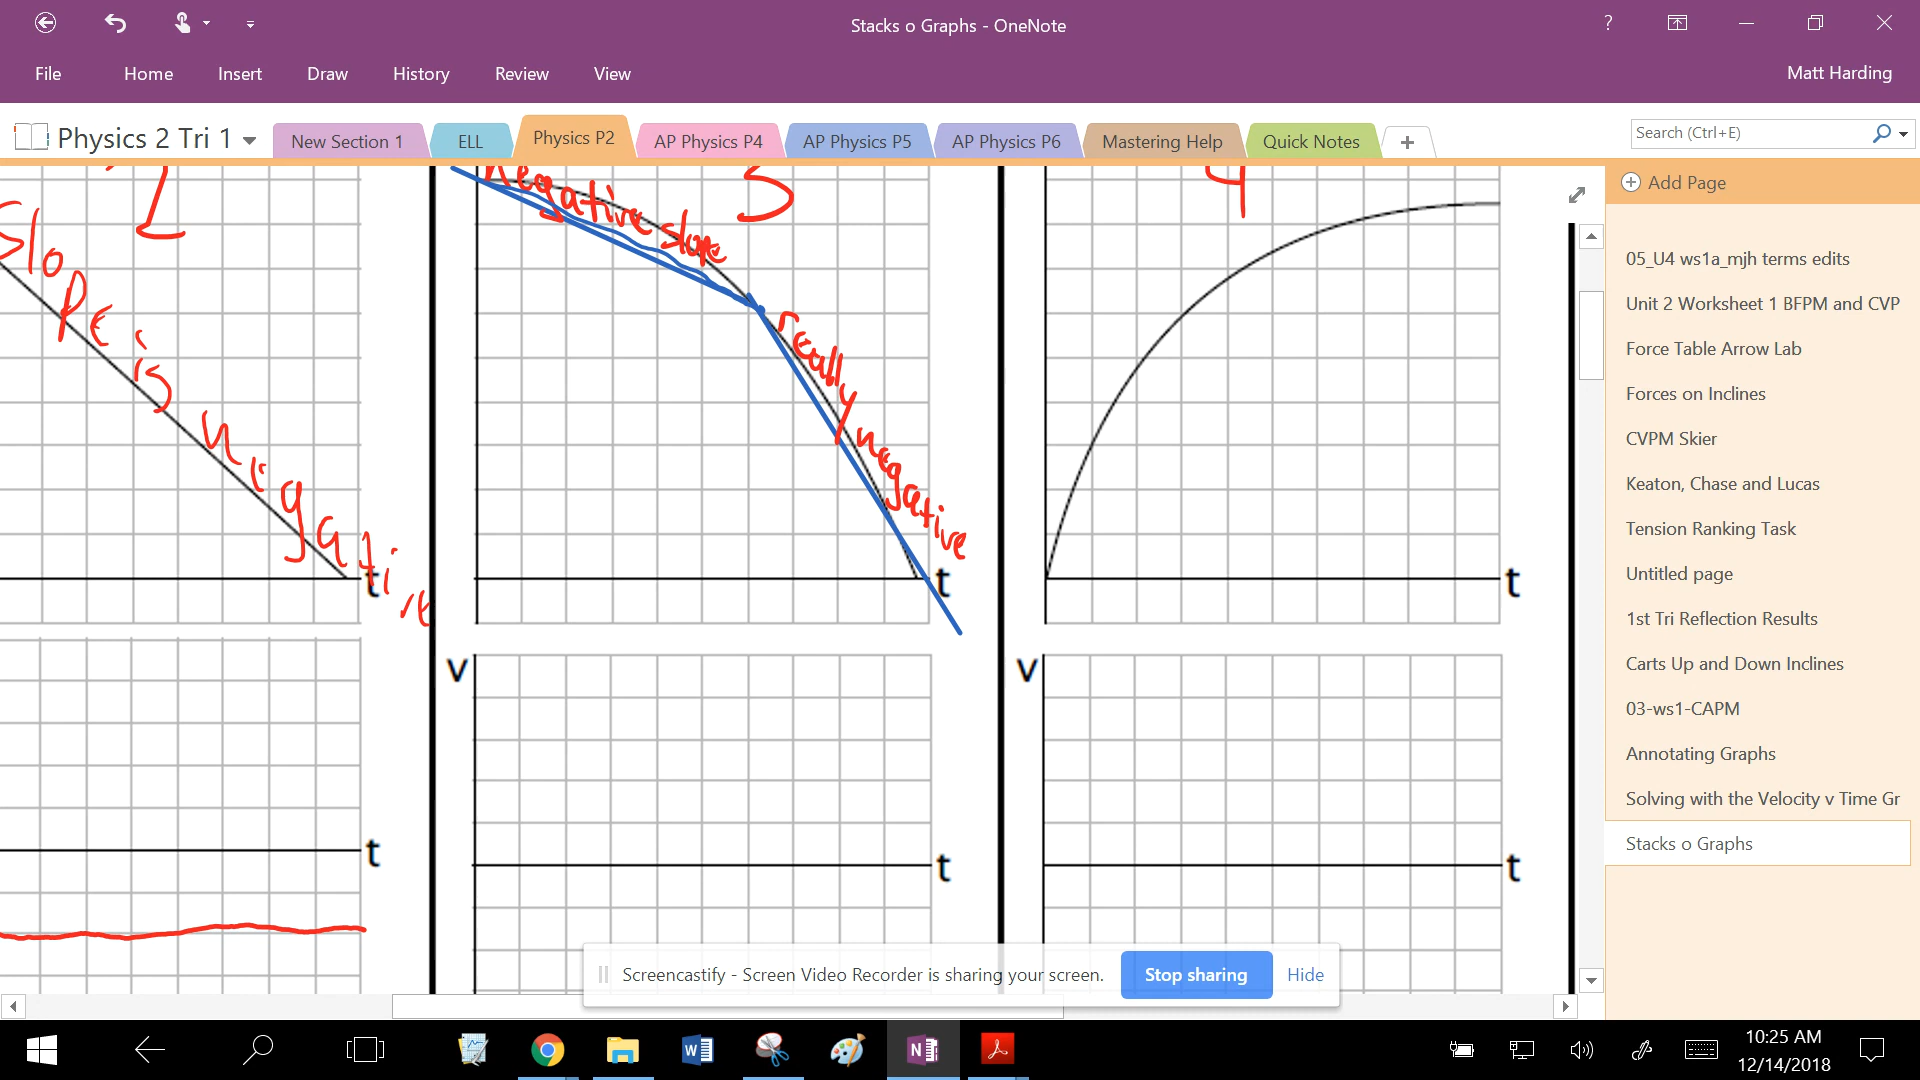 Stacks o Graphs - OneNote
?
File
Home
Insert
Draw
History
Review
View
Matt Harding
Physics 2 Tri 1
New Section 1
ELL
Physics P2
AP Physics P4
AP Physics P5
AP Physics P6
Mastering Help
Quick Notes
+
Search (Ctrl+E)
2
Slope is negative
t
t
3
negative slope
really negative
t
v
t
4
t
v
t
Add Page
05_U4 ws1a_mjh terms edits
Unit 2 Worksheet 1 BFPM and CVP
Force Table Arrow Lab
Forces on Inclines
CVPM Skier
Keaton, Chase and Lucas
Tension Ranking Task
Untitled page
1st Tri Reflection Results
Carts Up and Down Inclines
03-ws1-CAPM
Annotating Graphs
Solving with the Velocity v Time Gr
Stacks o Graphs
Screencastify - Screen Video Recorder is sharing your screen.
Stop sharing
Hide
10:25 AM
12/14/2018